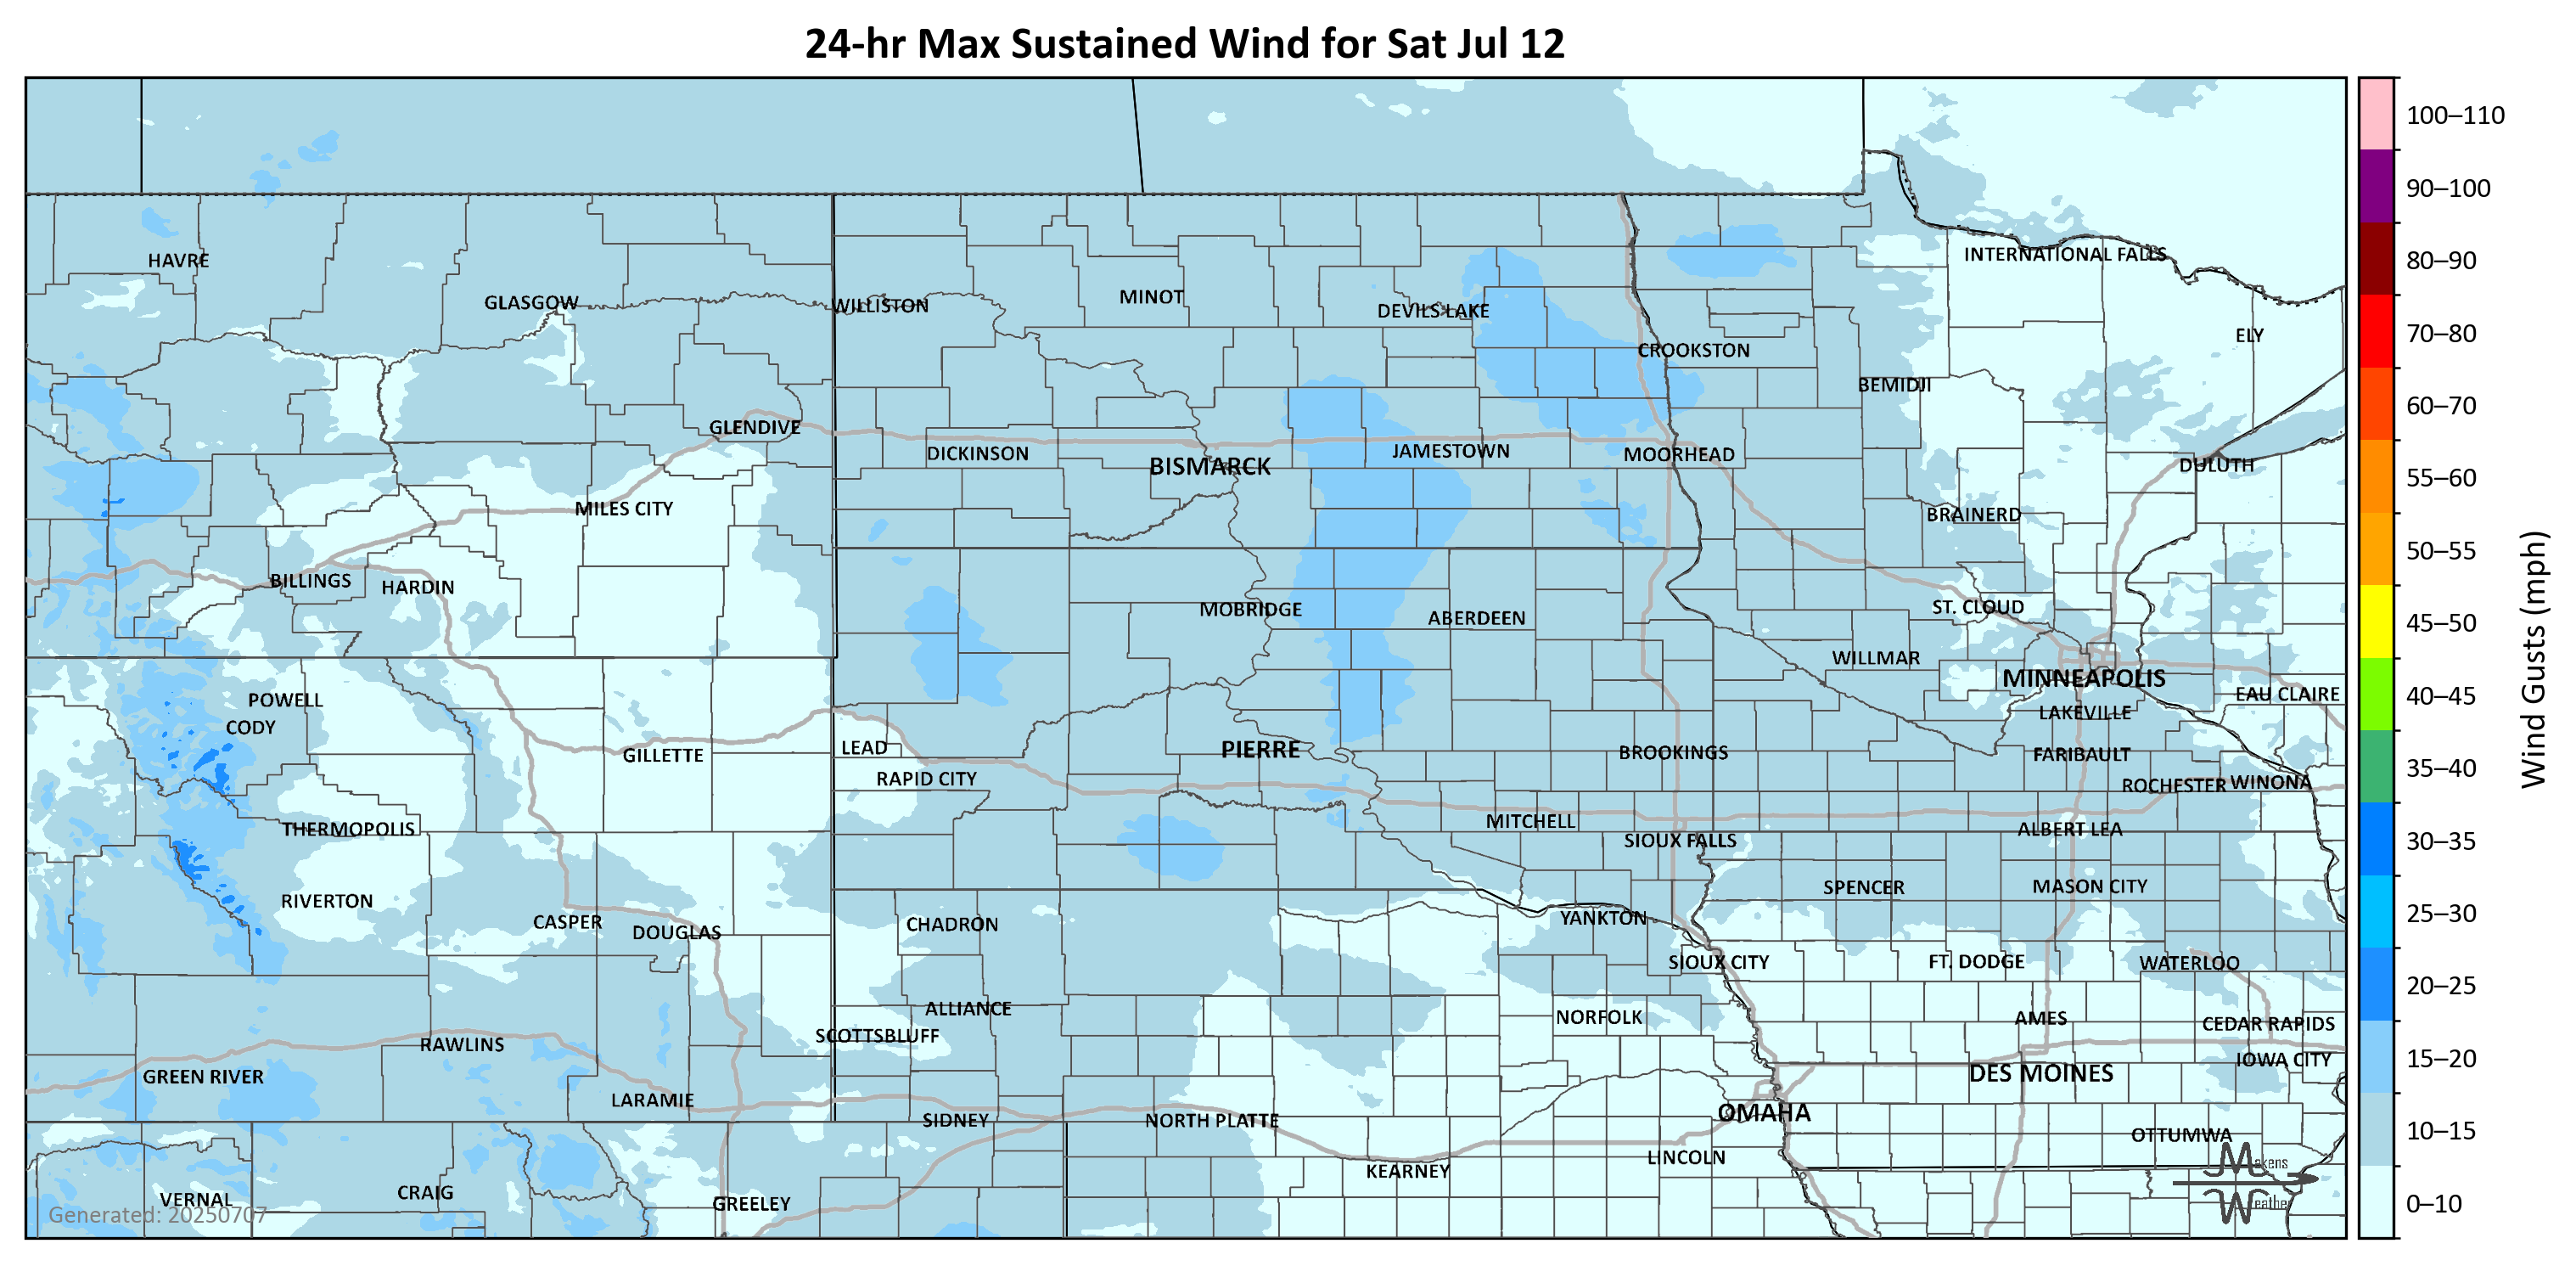 24-hr Max Sustained Wind for Sat Jul 12
100–110
90–100
80–90
70–80
60–70
55–60
50–55
45–50
40–45
35–40
30–35
25–30
20–25
15–20
10–15
0–10
Wind Gusts (mph)
HAVRE
INTERNATIONAL FALLS
GLASGOW
WILLISTON
MINOT
DEVILS LAKE
ELY
CROOKSTON
BEMIDJI
GLENDIVE
DICKINSON
BISMARCK
JAMESTOWN
MOORHEAD
DULUTH
MILES CITY
BRAINERD
BILLINGS
HARDIN
MOBRIDGE
ABERDEEN
ST. CLOUD
WILLMAR
MINNEAPOLIS
EAU CLAIRE
POWELL
CODY
LAKEVILLE
GILLETTE
LEAD
PIERRE
BROOKINGS
FARIBAULT
RAPID CITY
ROCHESTER
WINONA
THERMOPOLIS
MITCHELL
SIOUX FALLS
ALBERT LEA
RIVERTON
SPENCER
MASON CITY
CASPER
DOUGLAS
CHADRON
YANKTON
SIOUX CITY
FT. DODGE
WATERLOO
ALLIANCE
NORFOLK
AMES
CEDAR RAPIDS
RAWLINS
SCOTTSBLUFF
IOWA CITY
GREEN RIVER
DES MOINES
LARAMIE
SIDNEY
NORTH PLATTE
OMAHA
OTTUMWA
KEARNEY
LINCOLN
VERNAL
CRAIG
GREELEY
Generated: 20250707
Makens
Weather